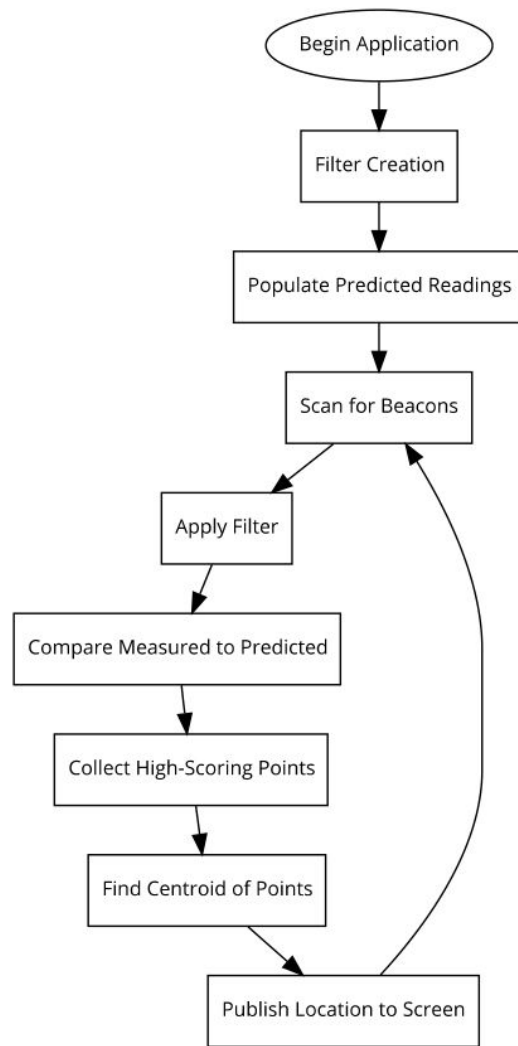 Begin Application
Filter Creation
Populate Predicted Readings
Scan for Beacons
Apply Filter
Compare Measured to Predicted
Collect High-Scoring Points
Find Centroid of Points
Publish Location to Screen